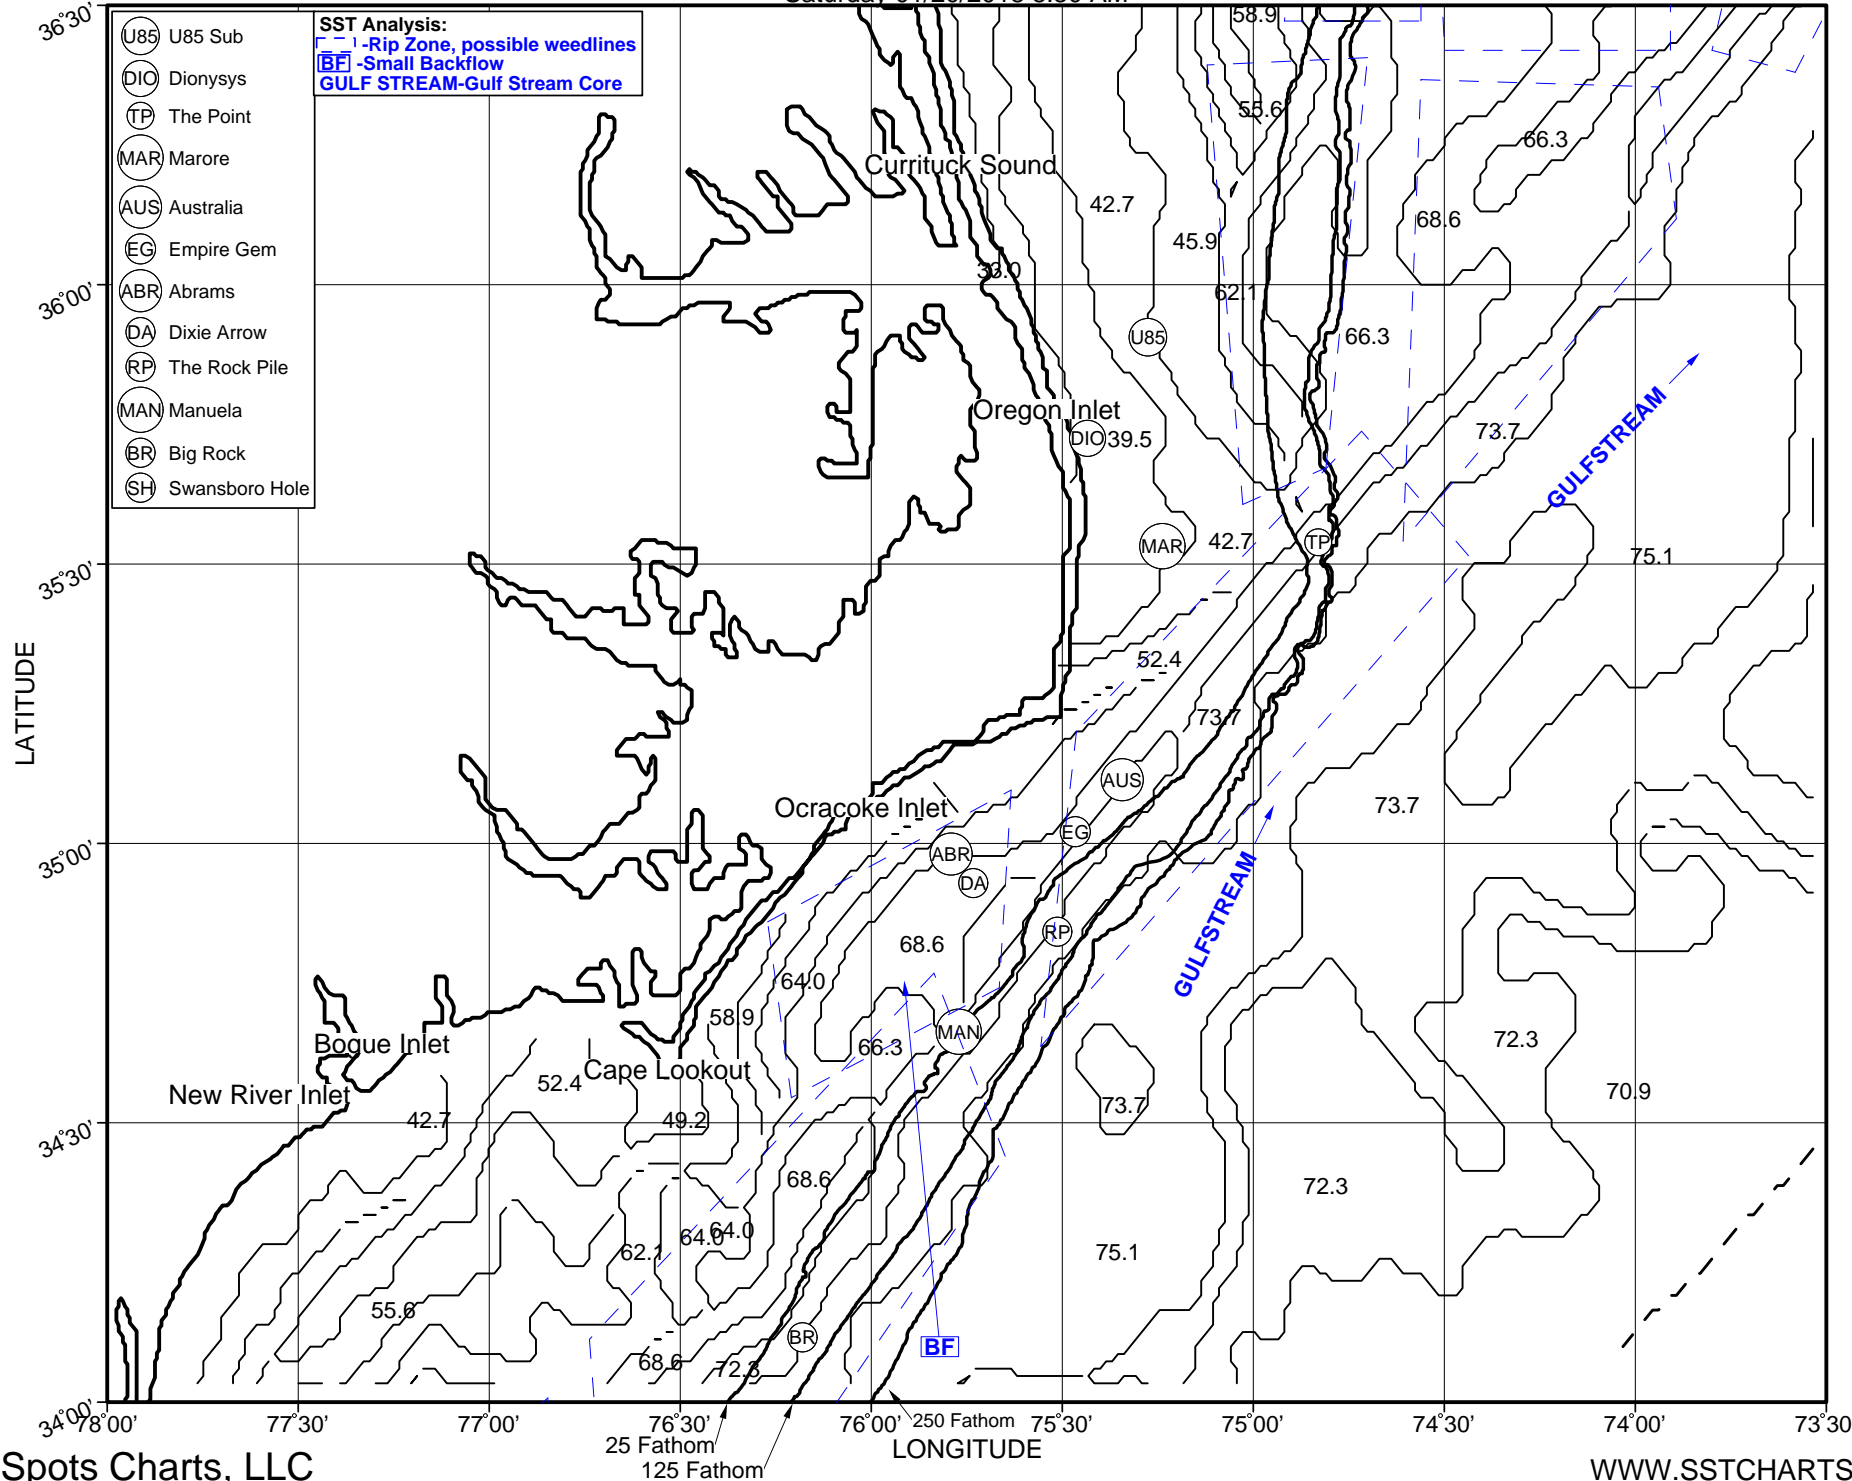 36°30'
U85 U85 Sub
DIO Dionysys
TP The Point
MAR Marore
AUS Australia
EG Empire Gem
ABR Abrams
DA Dixie Arrow
RP The Rock Pile
MAN Manuela
BR Big Rock
SH Swansboro Hole
SST Analysis:
-Rip Zone, possible weedlines
BF -Small Backflow
GULF STREAM-Gulf Stream Core
58.9
55.6
66.3
Currituck Sound
42.7
68.6
45.9
33.0
36°00'
62.1
U85
66.3
Oregon Inlet
DIO 39.5
73.7
GULFSTREAM
MAR
42.7
TP
75.1
35°30'
52.4
LATITUDE
73.7
AUS
73.7
Ocracoke Inlet
EG
35°00'
ABR
DA
GULFSTREAM
RP
68.6
64.0
58.9
MAN
66.3
72.3
Bogue Inlet
Cape Lookout
52.4
New River Inlet
70.9
73.7
42.7
49.2
34°30'
68.6
72.3
64.0
64.0
62.1
75.1
55.6
BR
BF
68.6
72.3
34°00'
78°00'
77°30'
77°00'
76°30'
76°00'
75°30'
75°00'
74°30'
74°00'
73°30
250 Fathom
25 Fathom
125 Fathom
LONGITUDE
Spots Charts, LLC
WWW.SSTCHARTS